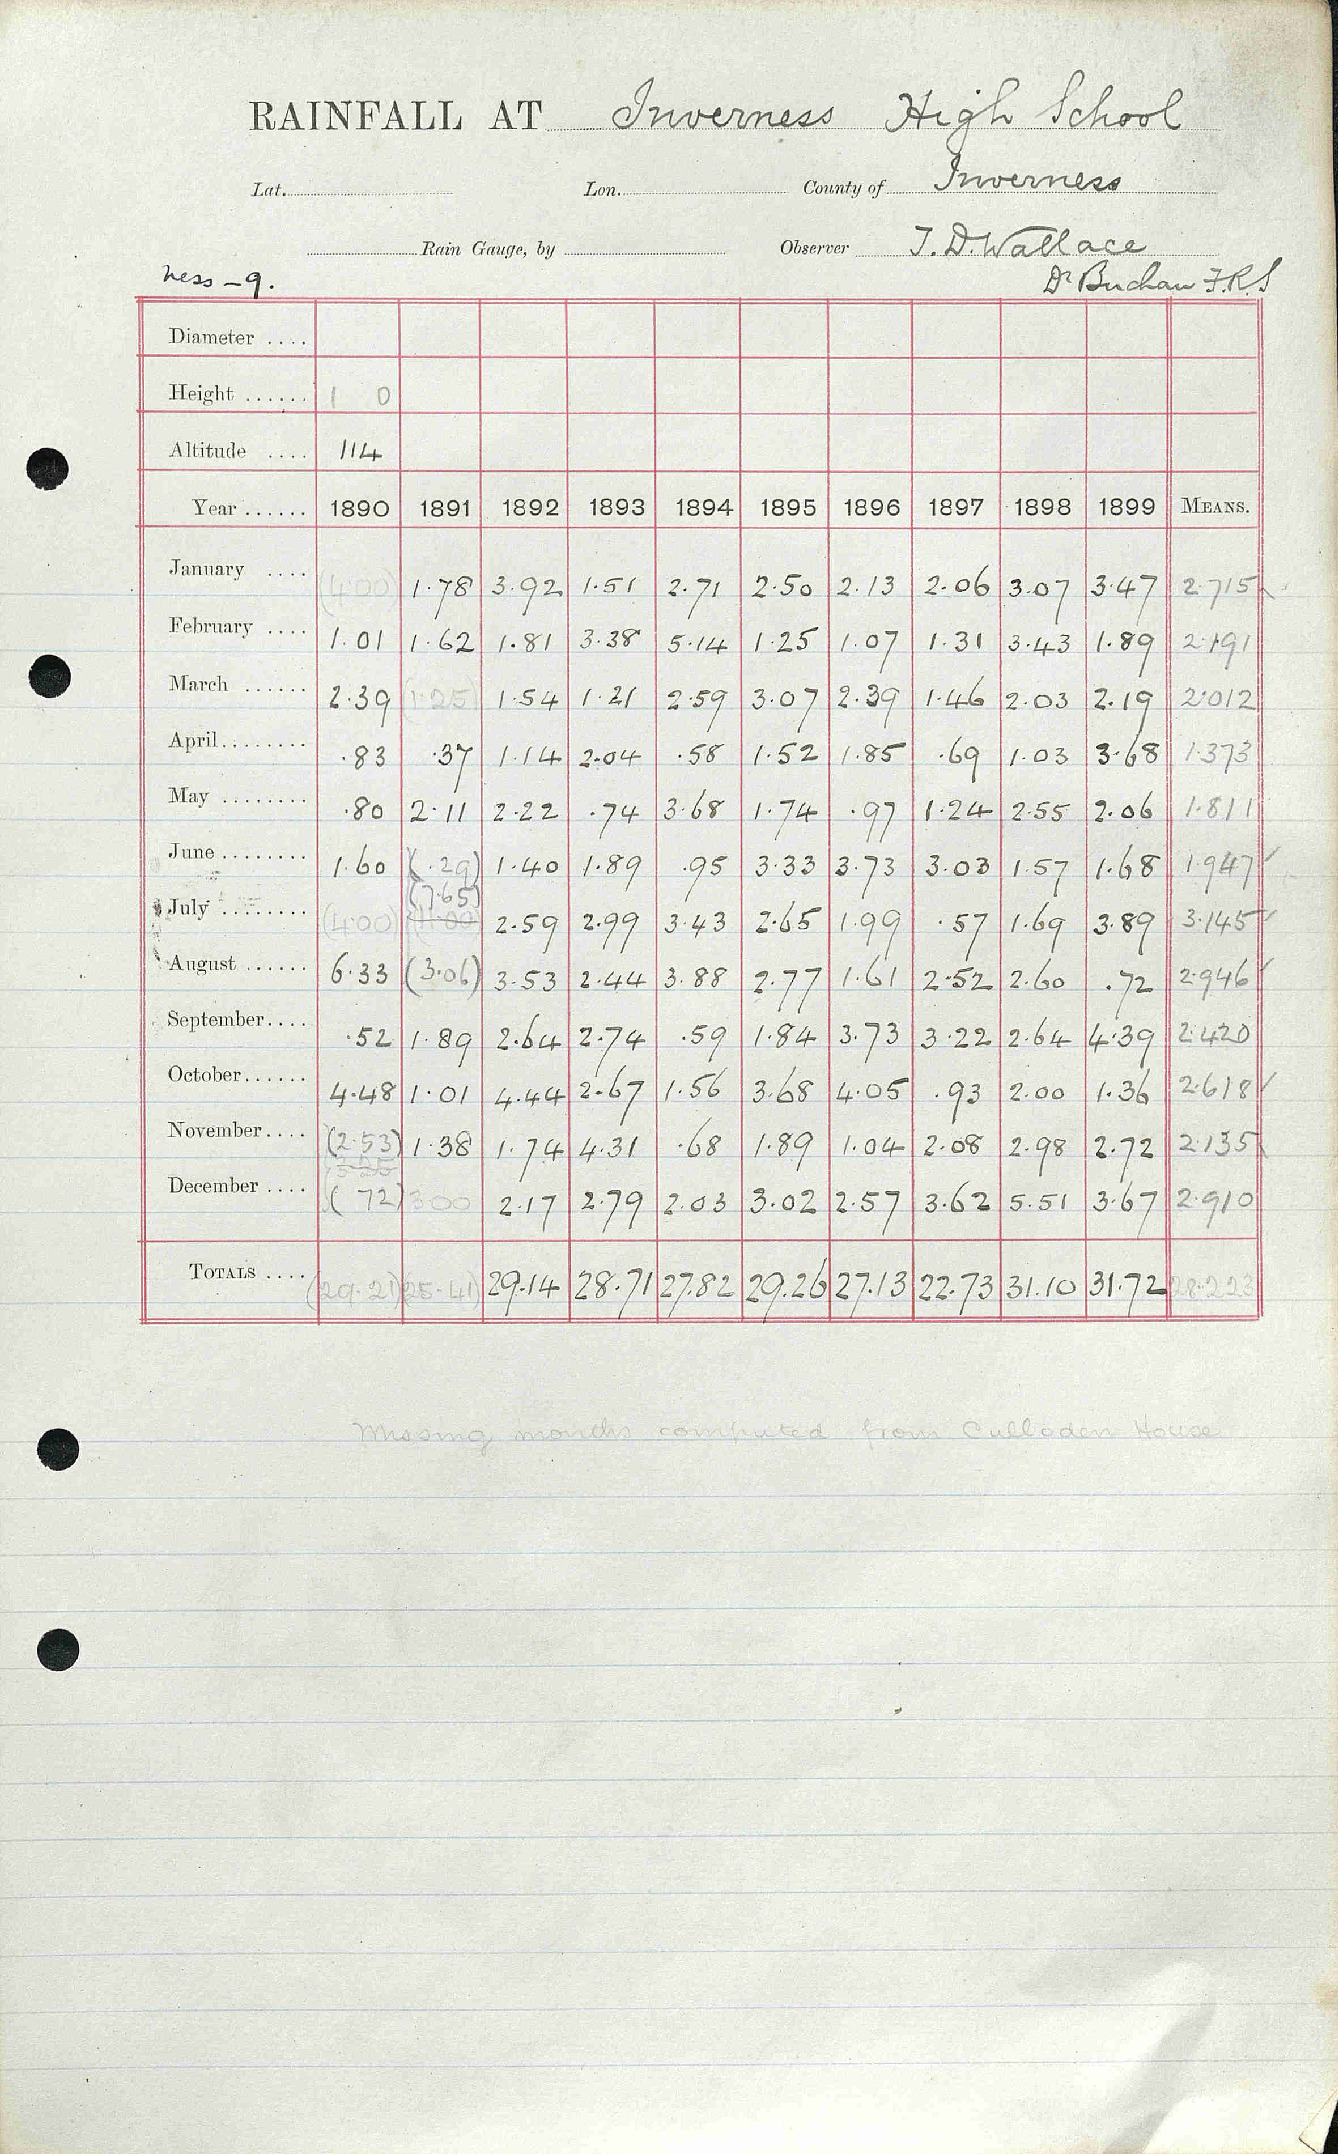 RAINFALL AT Inverness High School
Lat. Lon. County of Inverness
Rain Gauge, by Observer T. D. Wallace
Ness - 9. Dr Buchan F.R.S
Diameter ....
Height ...... 1 0
Altitude .... 114
Year ...... 1890 1891 1892 1893 1894 1895 1896 1897 1898 1899 MEANS.
January .... (4.00) 1.78 3.92 1.51 2.71 2.50 2.13 2.06 3.07 3.47 2.715
February .... 1.01 1.62 1.81 3.38 5.14 1.25 1.07 1.31 3.43 1.89 2.191
March ...... 2.39 (1.25) 1.54 1.21 2.59 3.07 2.39 1.46 2.03 2.19 2.012
April ........ .83 .37 1.14 2.04 .58 1.52 1.85 .69 1.03 3.68 1.373
May ........ .80 2.11 2.22 .74 3.68 1.74 .97 1.24 2.55 2.06 1.811
June ........ 1.60 (.29) 1.40 1.89 .95 3.33 3.73 3.03 1.57 1.68 1.947
(7.65)
July ........ (4.00) (11.00) 2.59 2.99 3.43 2.65 1.99 .57 1.69 3.89 3.145
August ...... 6.33 (3.06) 3.53 2.44 3.88 2.77 1.61 2.52 2.60 .72 2.946
September .... .52 1.89 2.64 2.74 .59 1.84 3.73 3.22 2.64 4.39 2.420
October ...... 4.48 1.01 4.44 2.67 1.56 3.68 4.05 .93 2.00 1.36 2.618
November .... (2.53) 1.38 1.74 4.31 .68 1.89 1.04 2.08 2.98 2.72 2.135
December .... ( 72) 3.00 2.17 2.79 2.03 3.02 2.57 3.62 5.51 3.67 2.910
TOTALS .... (29.21) (25.41) 29.14 28.71 27.82 29.26 27.13 22.73 31.10 31.72 28.223
Missing months computed from Culloden House